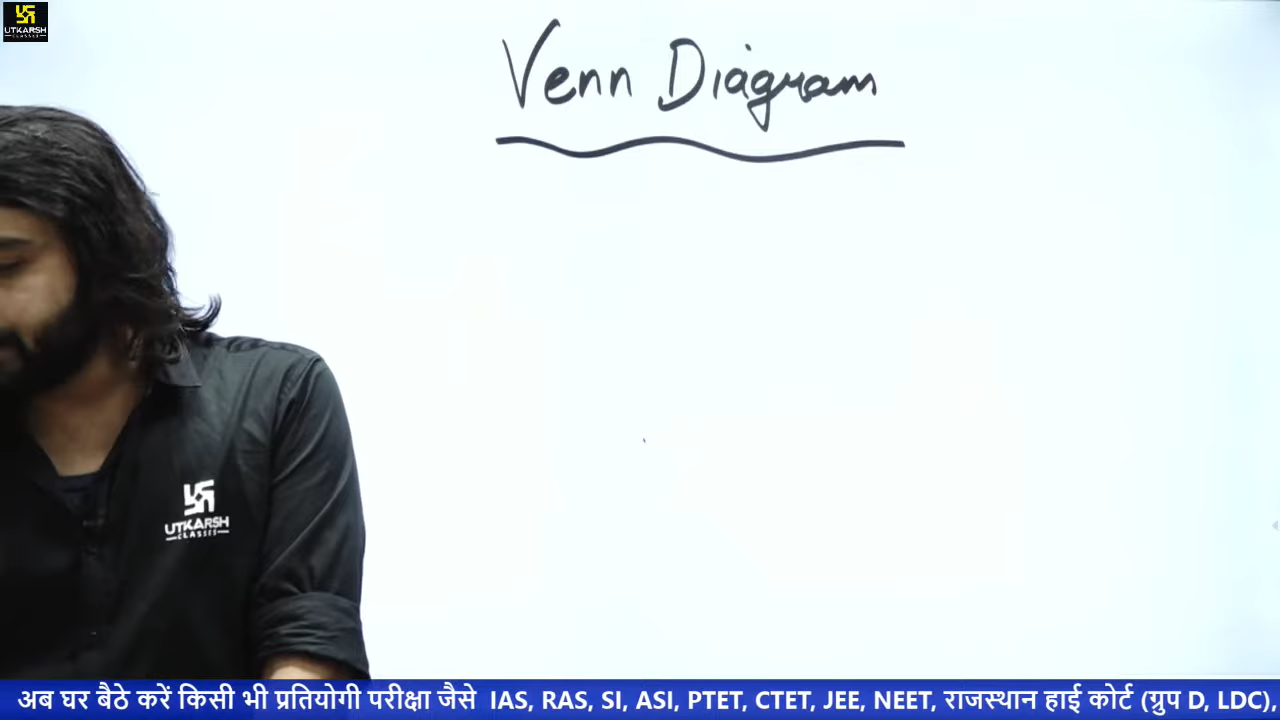 UTKARSH
CLASSES
Venn Diagram
UTKARSH
CLASSES
अब घर बैठे करें किसी भी प्रतियोगी परीक्षा जैसे IAS, RAS, SI, ASI, PTET, CTET, JEE, NEET, राजस्थान हाई कोर्ट (ग्रुप D, LDC),